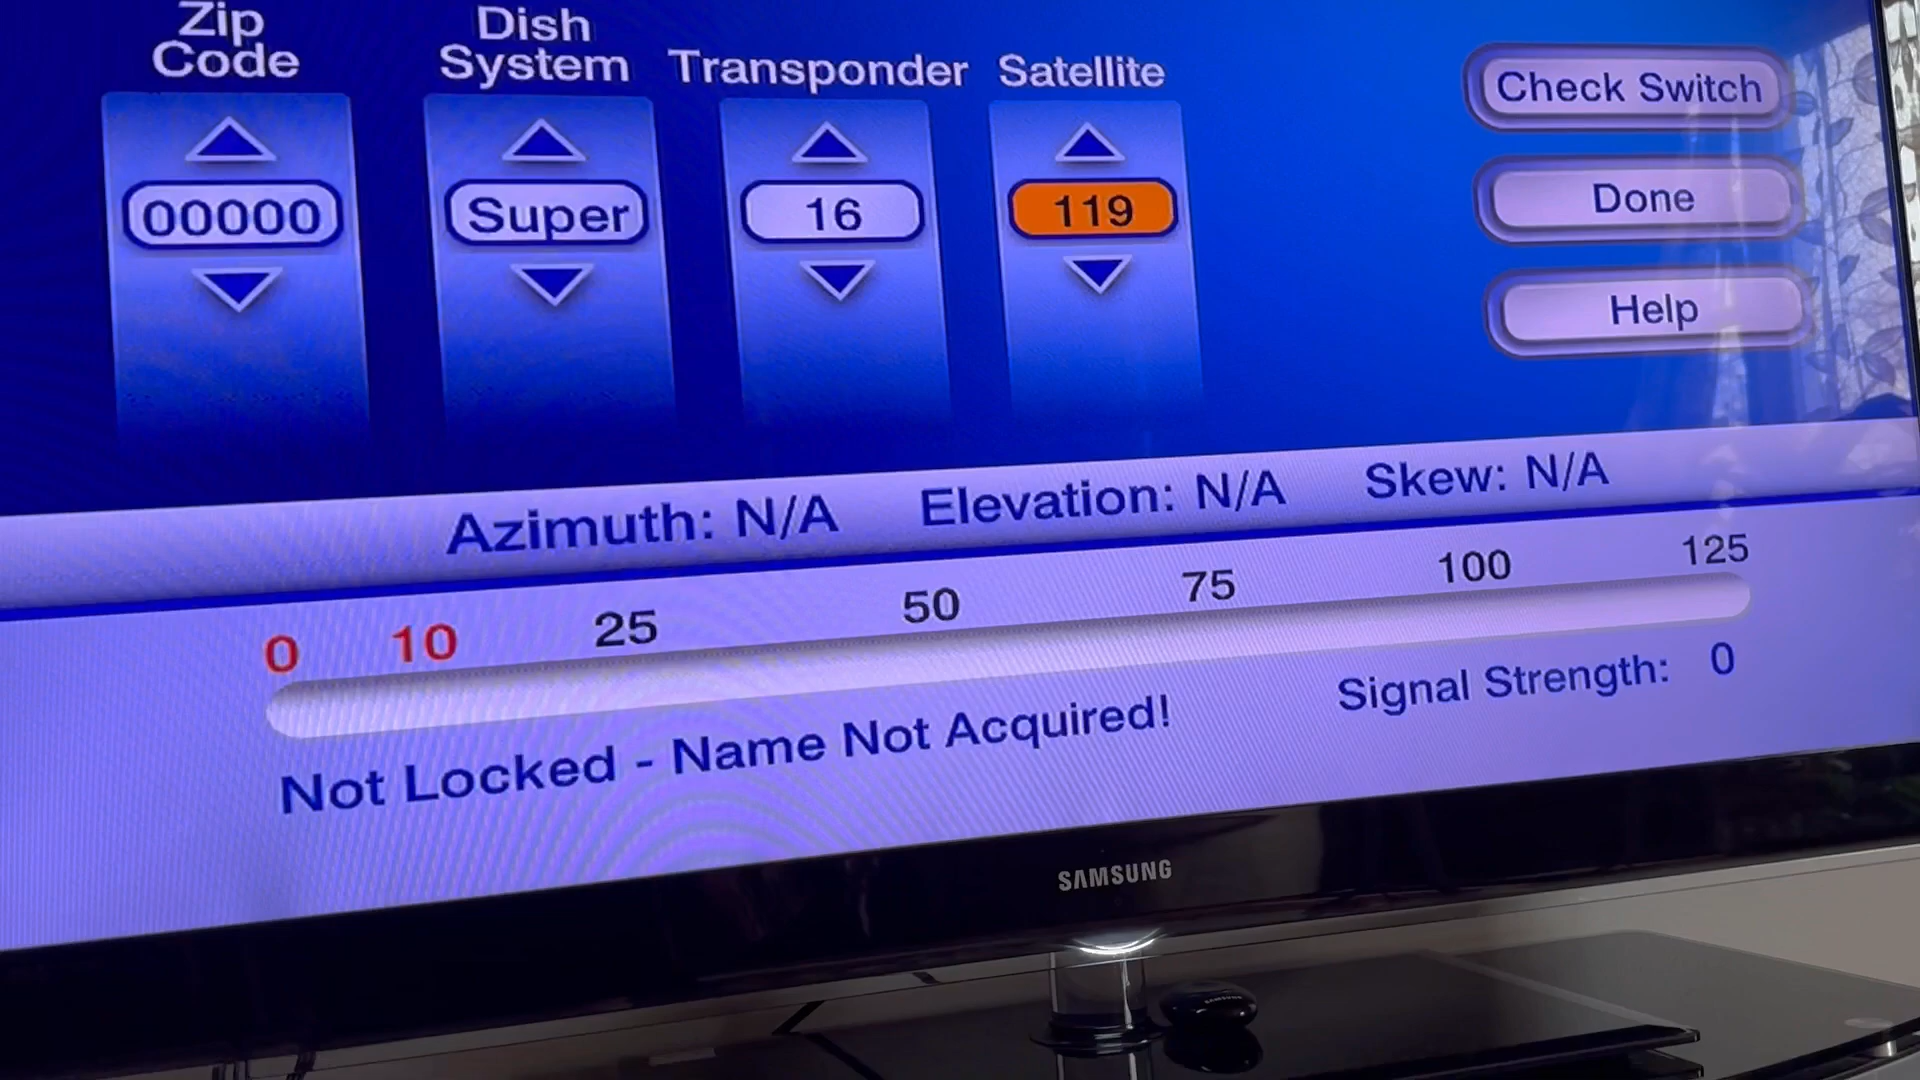 Zip
Code
Dish
System
Transponder
Satellite
00000
Super
16
119
Check Switch
Done
Help
Azimuth: N/A Elevation: N/A Skew: N/A
0 10 25 50 75 100 125
Not Locked - Name Not Acquired!
Signal Strength: 0
SAMSUNG
SAMSUNG